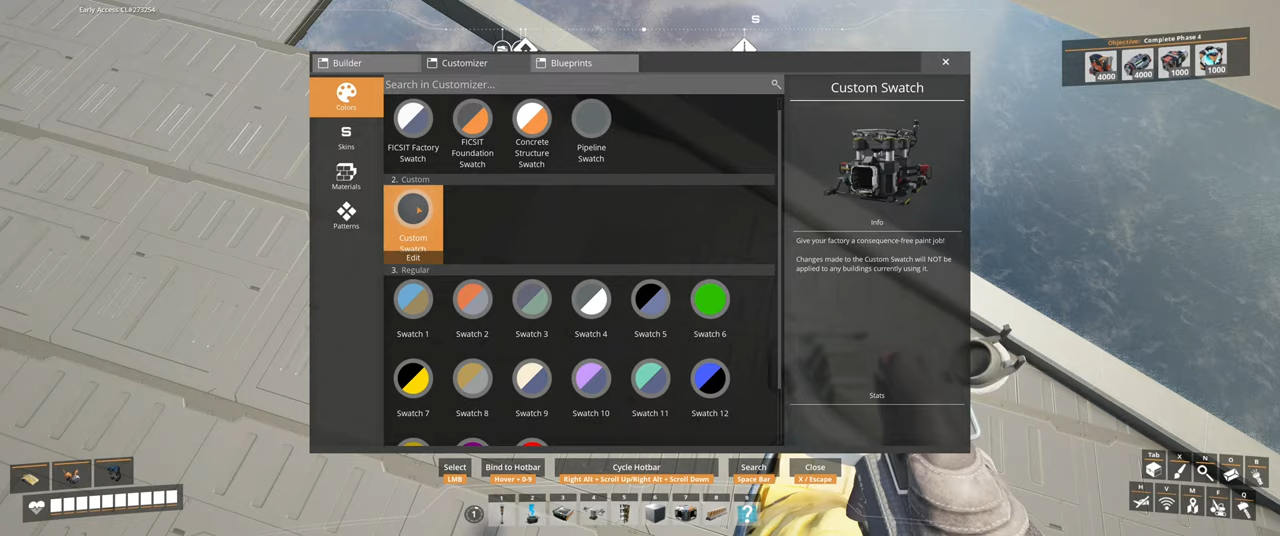 Early Access CL#273254
S
Objective: Complete Phase 4
4000 4000 1000 1000
Builder
Customizer
Blueprints
Search in Customizer...
Colors
S
Skins
Materials
Patterns
FICSIT Factory Swatch
FICSIT Foundation Swatch
Concrete Structure Swatch
Pipeline Swatch
2. Custom
Custom Swatch
Edit
3. Regular
Swatch 1
Swatch 2
Swatch 3
Swatch 4
Swatch 5
Swatch 6
Swatch 7
Swatch 8
Swatch 9
Swatch 10
Swatch 11
Swatch 12
Custom Swatch
Info
Give your factory a consequence-free paint job!
Changes made to the Custom Swatch will NOT be
applied to any buildings currently using it.
Stats
Select
LMB
Bind to Hotbar
Hover + 0-9
Cycle Hotbar
Right Alt + Scroll Up/Right Alt + Scroll Down
Search
Space Bar
Close
X / Escape
1
1 2 3 4 5 6 7 8
?
Tab X N O B
H V M F Q